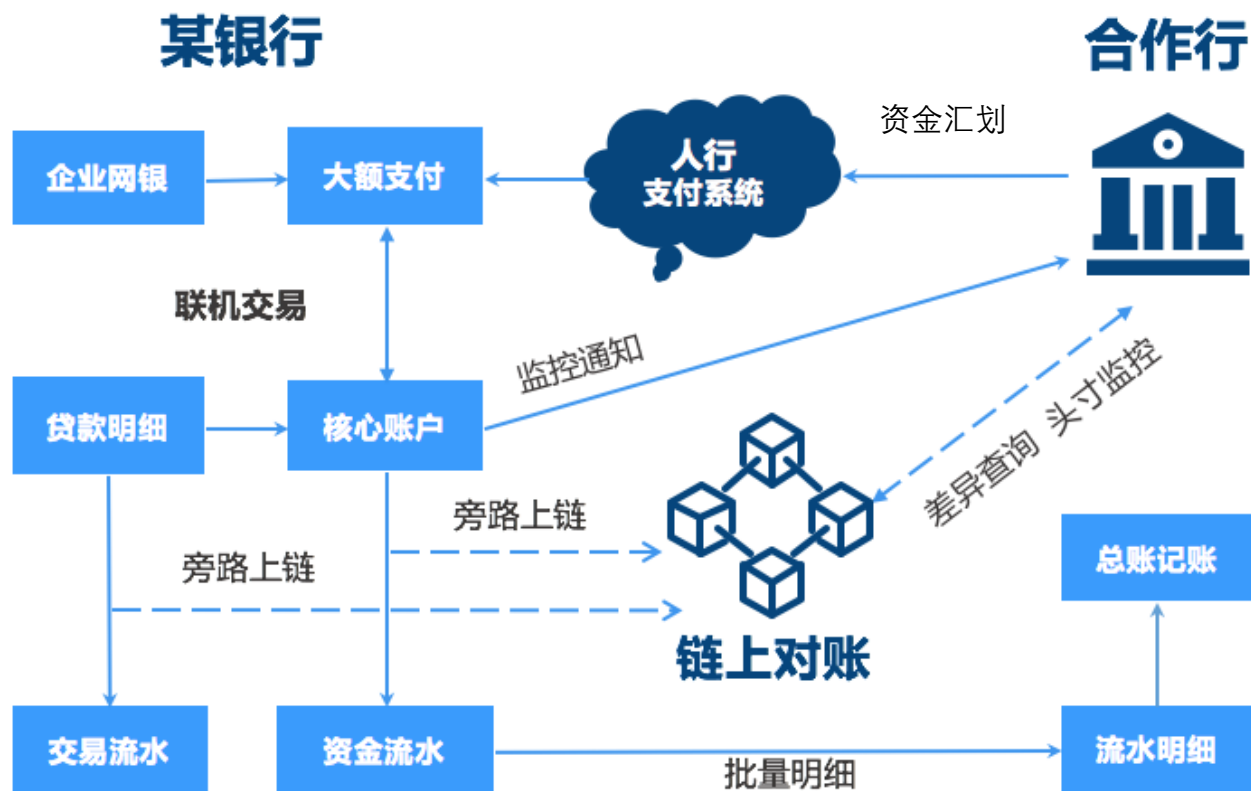 某银行
合作行
资金汇划
企业网银
大额支付
人行
支付系统
联机交易
监控通知
贷款明细
核心账户
差异查询 头寸监控
旁路上链
旁路上链
总账记账
链上对账
交易流水
资金流水
流水明细
批量明细